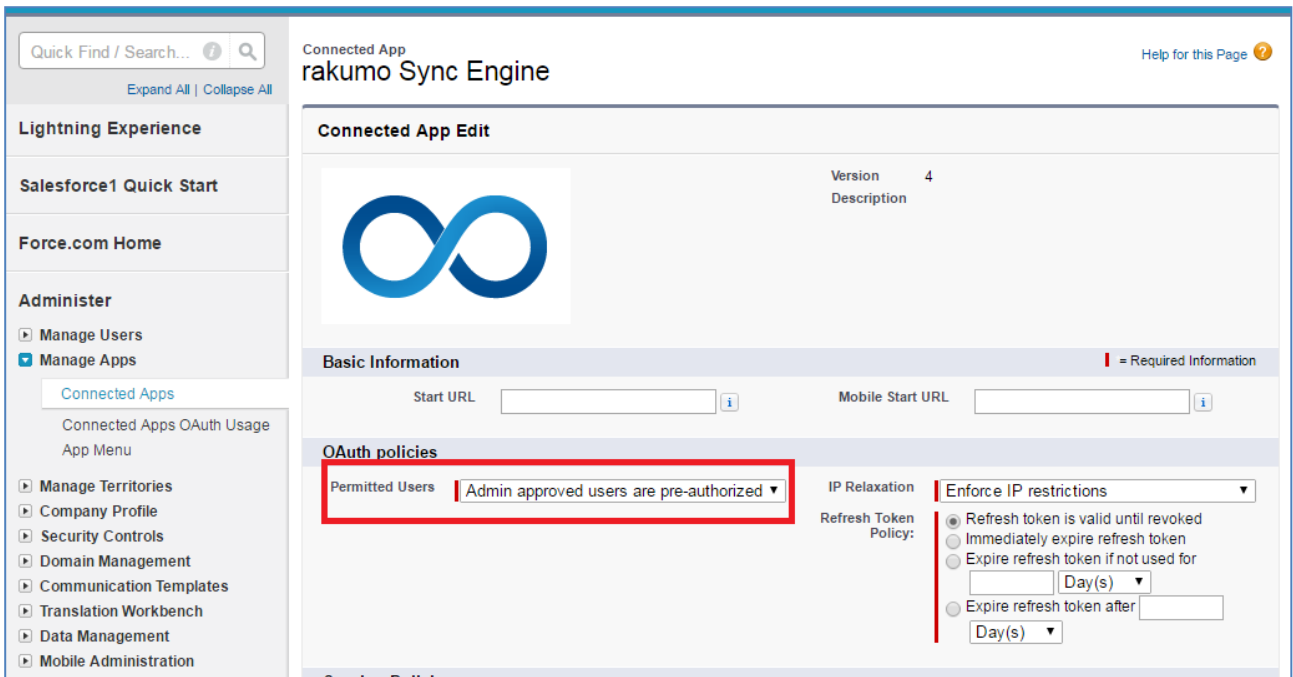 Quick Find / Search...
Expand All | Collapse All
Lightning Experience
Salesforce1 Quick Start
Force.com Home
Administer
Manage Users
Manage Apps
Connected Apps
Connected Apps OAuth Usage
App Menu
Manage Territories
Company Profile
Security Controls
Domain Management
Communication Templates
Translation Workbench
Data Management
Mobile Administration
Connected App
rakumo Sync Engine
Help for this Page
Connected App Edit
Version 4
Description
Basic Information
= Required Information
Start URL
Mobile Start URL
OAuth policies
Permitted Users Admin approved users are pre-authorized
IP Relaxation Enforce IP restrictions
Refresh Token Policy:
Refresh token is valid until revoked
Immediately expire refresh token
Expire refresh token if not used for
Day(s)
Expire refresh token after
Day(s)